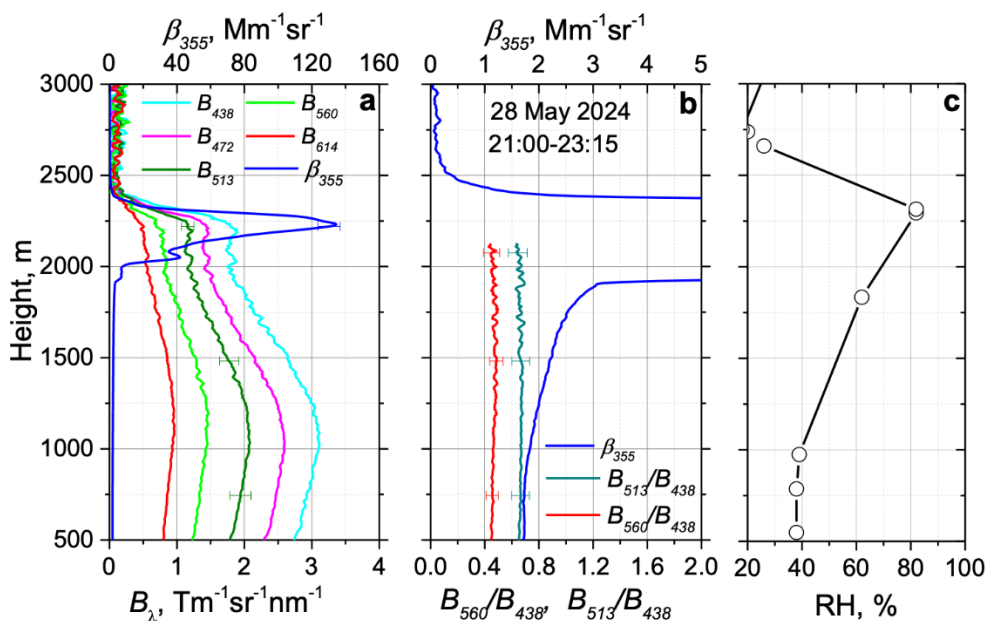 β355, Mm⁻¹sr⁻¹
0 40 80 120 160
β355, Mm⁻¹sr⁻¹
0 1 2 3 4 5
a
B438 B560
B472 B614
B513 β355
b
28 May 2024
21:00-23:15
β355
B513/B438
B560/B438
c
Height, m
3000
2500
2000
1500
1000
500
0 1 2 3 4
Bλ, Tm⁻¹sr⁻¹nm⁻¹
0.0 0.4 0.8 1.2 1.6 2.0
B560/B438, B513/B438
20 40 60 80 100
RH, %